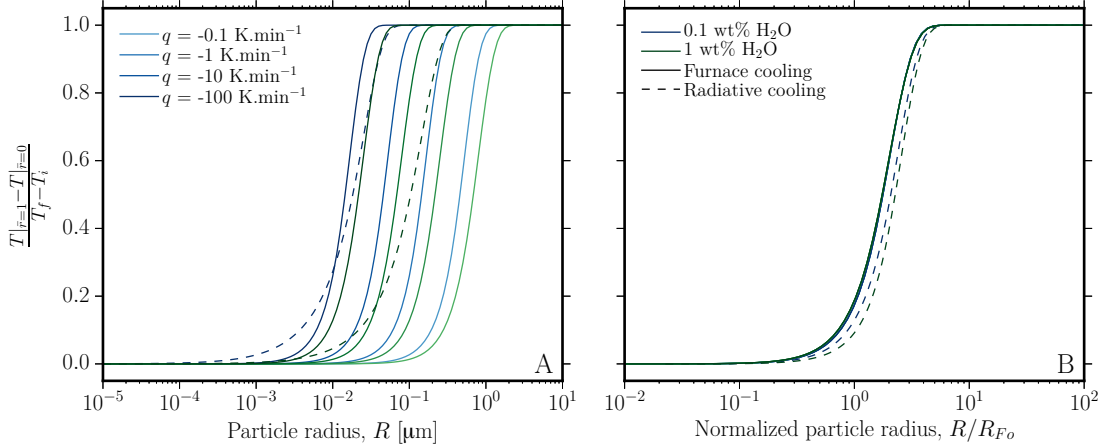 1.0
0.8
0.6
0.4
0.2
0.0
q = -0.1 K.min⁻¹
q = -1 K.min⁻¹
q = -10 K.min⁻¹
q = -100 K.min⁻¹
T|r̄=1−T|r̄=0
Tf−Ti
A
10⁻⁵ 10⁻⁴ 10⁻³ 10⁻² 10⁻¹ 10⁰ 10¹
Particle radius, R [μm]
0.1 wt% H₂O
1 wt% H₂O
Furnace cooling
Radiative cooling
B
10⁻² 10⁻¹ 10⁰ 10¹ 10²
Normalized particle radius, R/R_Fo